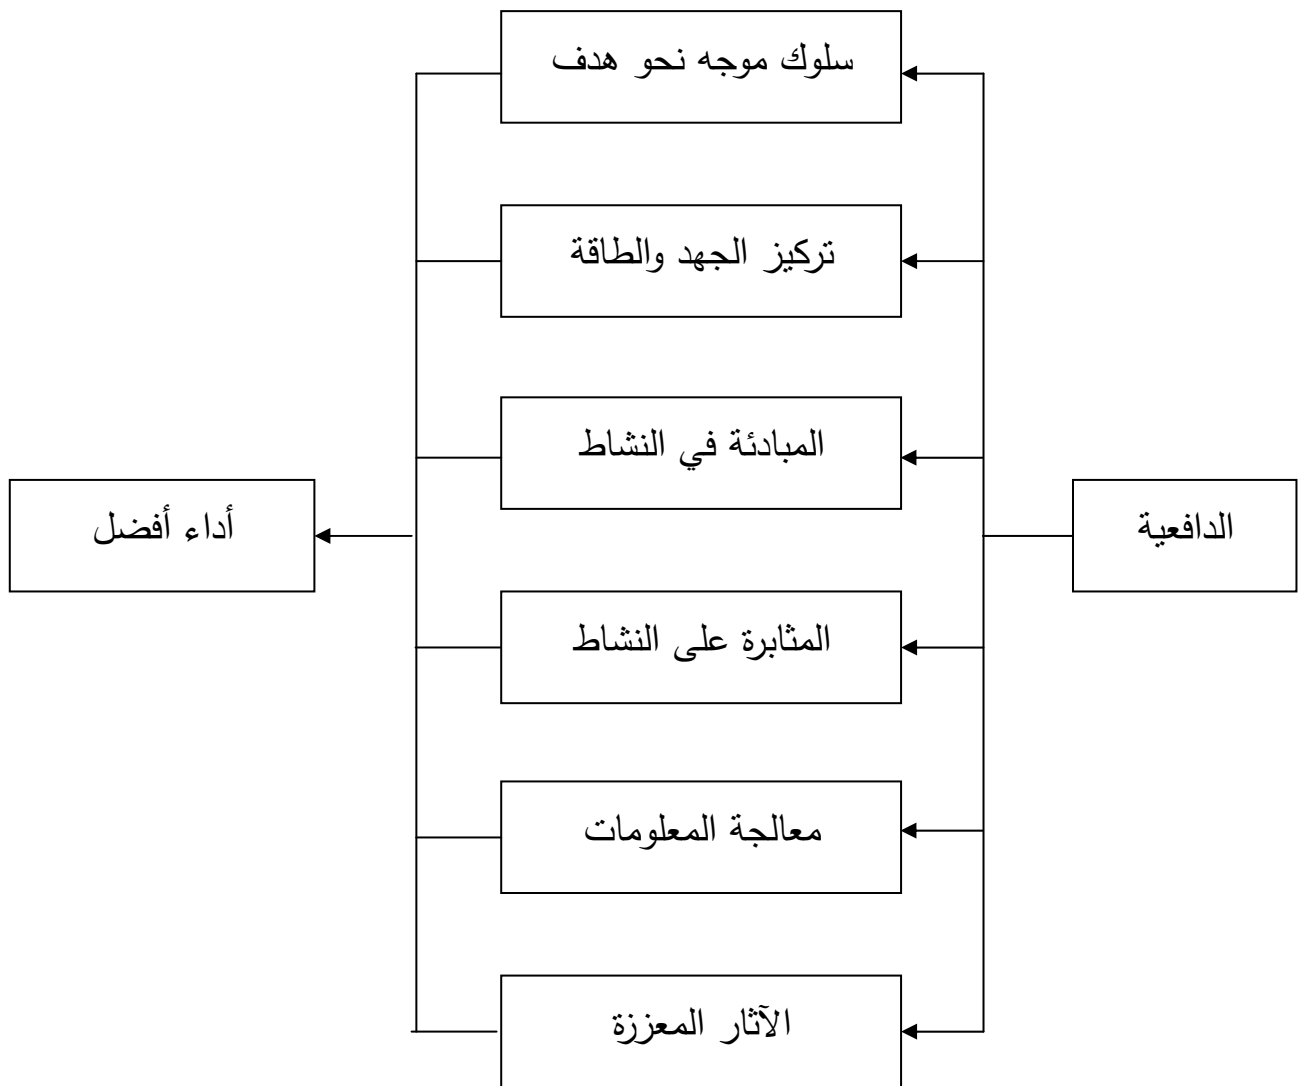 سلوك موجه نحو هدف
تركيز الجهد والطاقة
المبادئة في النشاط
الدافعية
أداء أفضل
المثابرة على النشاط
معالجة المعلومات
الآثار المعززة